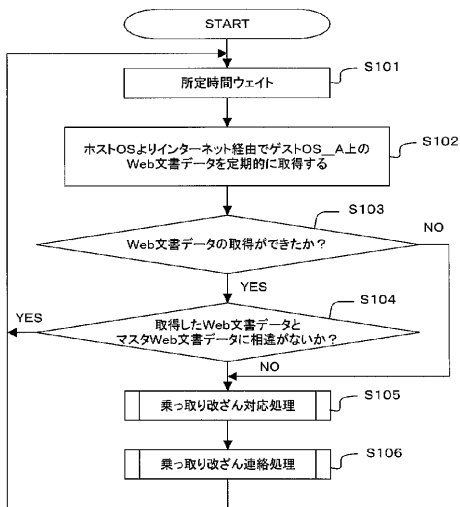 START
S101
所定時間ウェイト
S102
ホストOSよりインターネット経由でゲストOS__A上の
Web文書データを定期的に取得する
S103
Web文書データの取得ができたか？
NO
YES
S104
YES
取得したWeb文書データと
マスタWeb文書データに相違がないか？
NO
S105
乗っ取り改ざん対応処理
S106
乗っ取り改ざん連絡処理